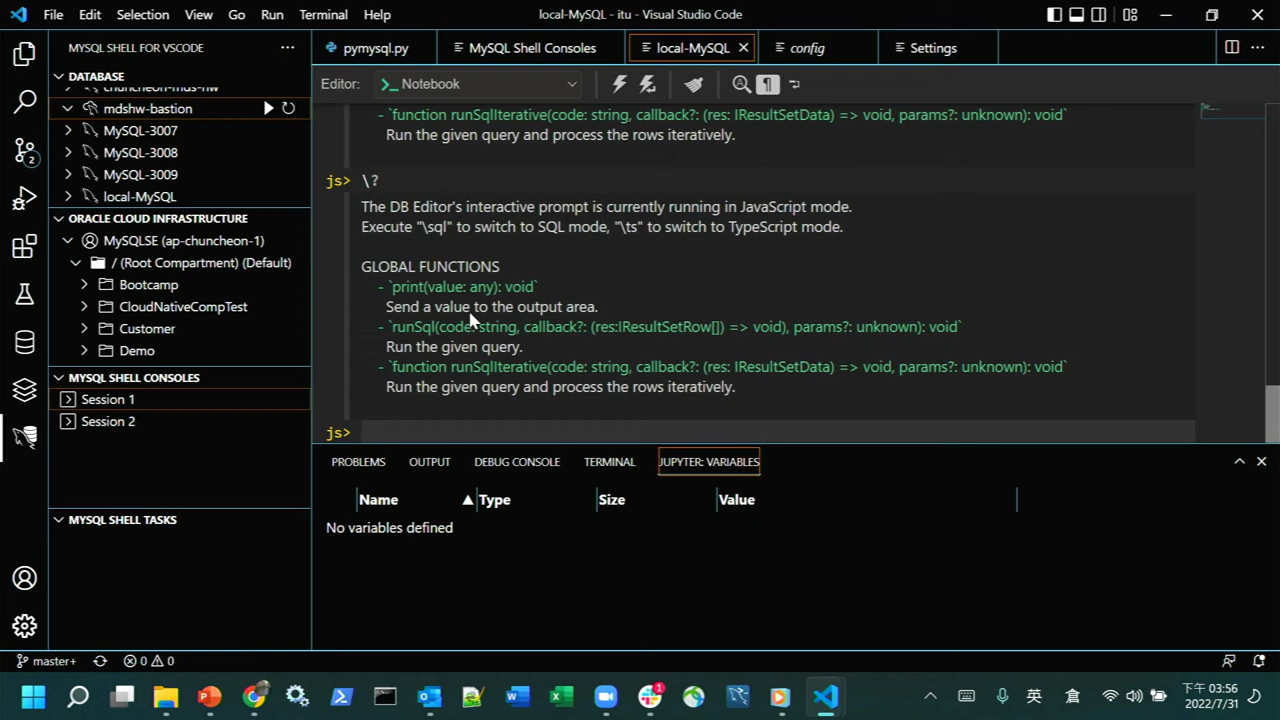 File Edit Selection View Go Run Terminal Help local-MySQL - itu - Visual Studio Code
MYSQL SHELL FOR VSCODE
pymysql.py MySQL Shell Consoles local-MySQL config Settings
DATABASE
Editor: Notebook
chuncheon-mds-hw
mdshw-bastion
MySQL-3007
MySQL-3008
MySQL-3009
local-MySQL
ORACLE CLOUD INFRASTRUCTURE
MySQLSE (ap-chuncheon-1)
/ (Root Compartment) (Default)
Bootcamp
CloudNativeCompTest
Customer
Demo
MYSQL SHELL CONSOLES
Session 1
Session 2
MYSQL SHELL TASKS
- `function runSqlIterative(code: string, callback?: (res: IResultSetData) => void, params?: unknown): void`
Run the given query and process the rows iteratively.
js> \?
The DB Editor's interactive prompt is currently running in JavaScript mode.
Execute "\sql" to switch to SQL mode, "\ts" to switch to TypeScript mode.
GLOBAL FUNCTIONS
- `print(value: any): void`
Send a value to the output area.
- `runSql(code: string, callback?: (res:IResultSetRow[]) => void), params?: unknown): void`
Run the given query.
- `function runSqlIterative(code: string, callback?: (res: IResultSetData) => void, params?: unknown): void`
Run the given query and process the rows iteratively.
js>
PROBLEMS OUTPUT DEBUG CONSOLE TERMINAL JUPYTER: VARIABLES
Name Type Size Value
No variables defined
master+ 0 0
英 倉 下午 03:56
2022/7/31